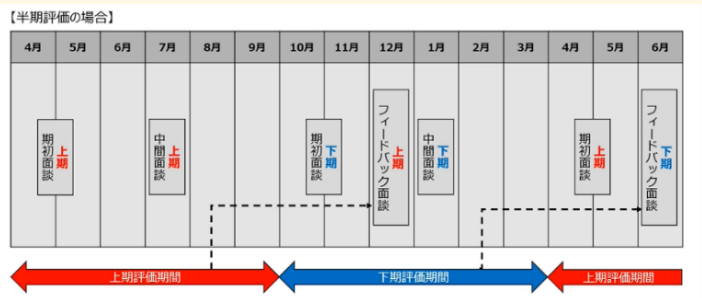 【半期評価の場合】
4月 5月 6月 7月 8月 9月 10月 11月 12月 1月 2月 3月 4月 5月 6月
上期
期初面談
上期
中間面談
下期
期初面談
上期
フィードバック面談
下期
中間面談
上期
期初面談
下期
フィードバック面談
上期評価期間 下期評価期間 上期評価期間